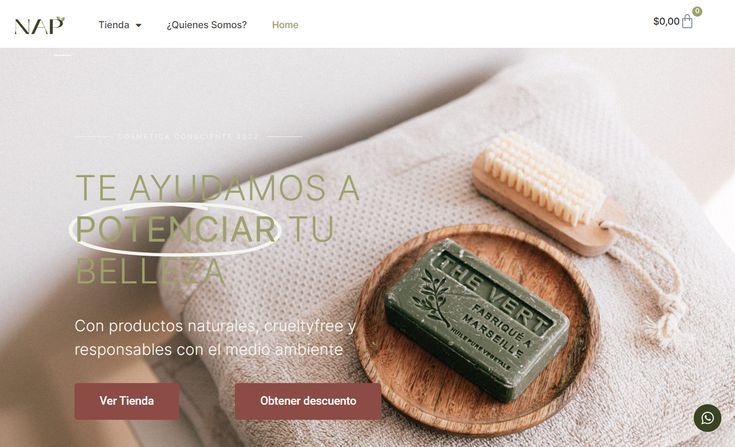 NAP
Tienda
¿Quienes Somos?
Home
$0,00
0
COSMÉTICA CONSCIENTE 2022
TE AYUDAMOS A
POTENCIAR TU
BELLEZA
Con productos naturales, crueltyfree y
responsables con el medio ambiente
Ver Tienda
Obtener descuento
THE VERT
FABRIQUE A
MARSEILLE
HUILE PURE VEGETALE